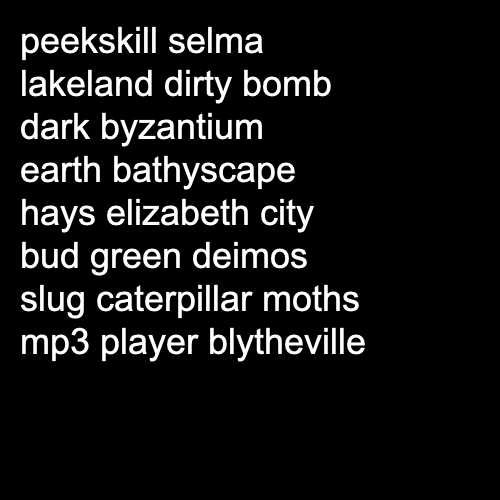 peekskill selma
lakeland dirty bomb
dark byzantium
earth bathyscape
hays elizabeth city
bud green deimos
slug caterpillar moths
mp3 player blytheville